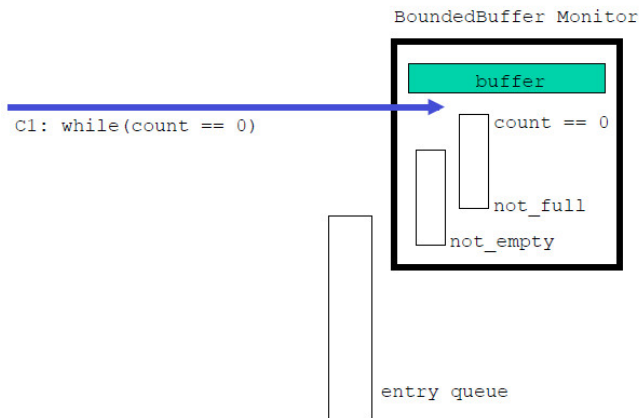 BoundedBuffer Monitor
buffer
C1: while(count == 0)
count == 0
not_full
not_empty
entry queue